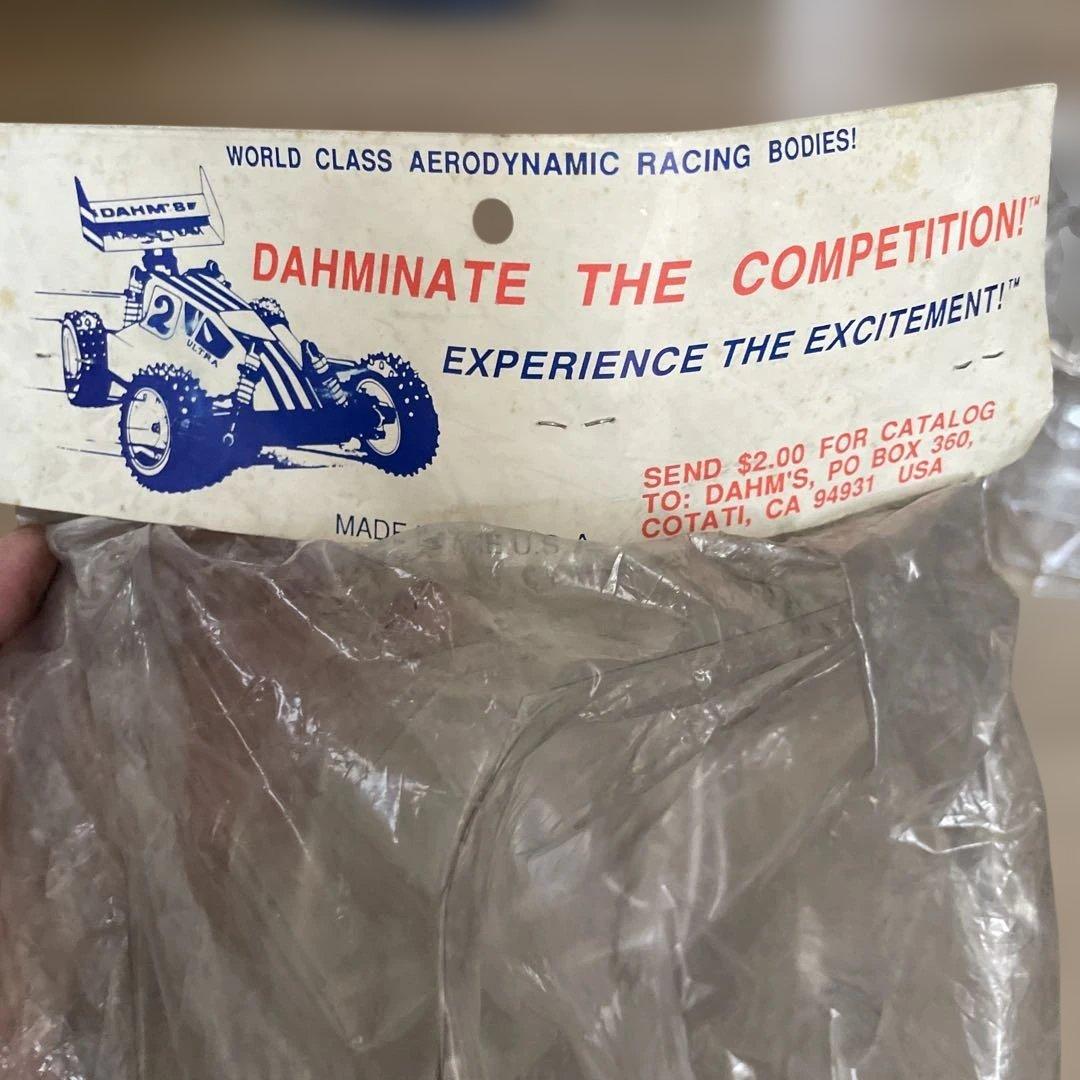 WORLD CLASS AERODYNAMIC RACING BODIES!
DAHM'S
DAHMINATE THE COMPETITION!™
2
ULTRA
EXPERIENCE THE EXCITEMENT!™
SEND $2.00 FOR CATALOG
TO: DAHM'S, PO BOX 360,
COTATI, CA 94931 USA
MADE U.S.A.